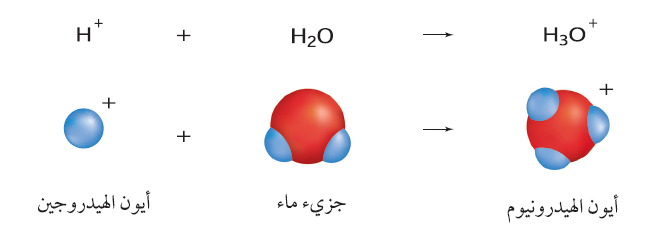 H⁺ + H₂O → H₃O⁺
+ + → +
أيون الهيدروجين جزيء ماء أيون الهيدرونيوم